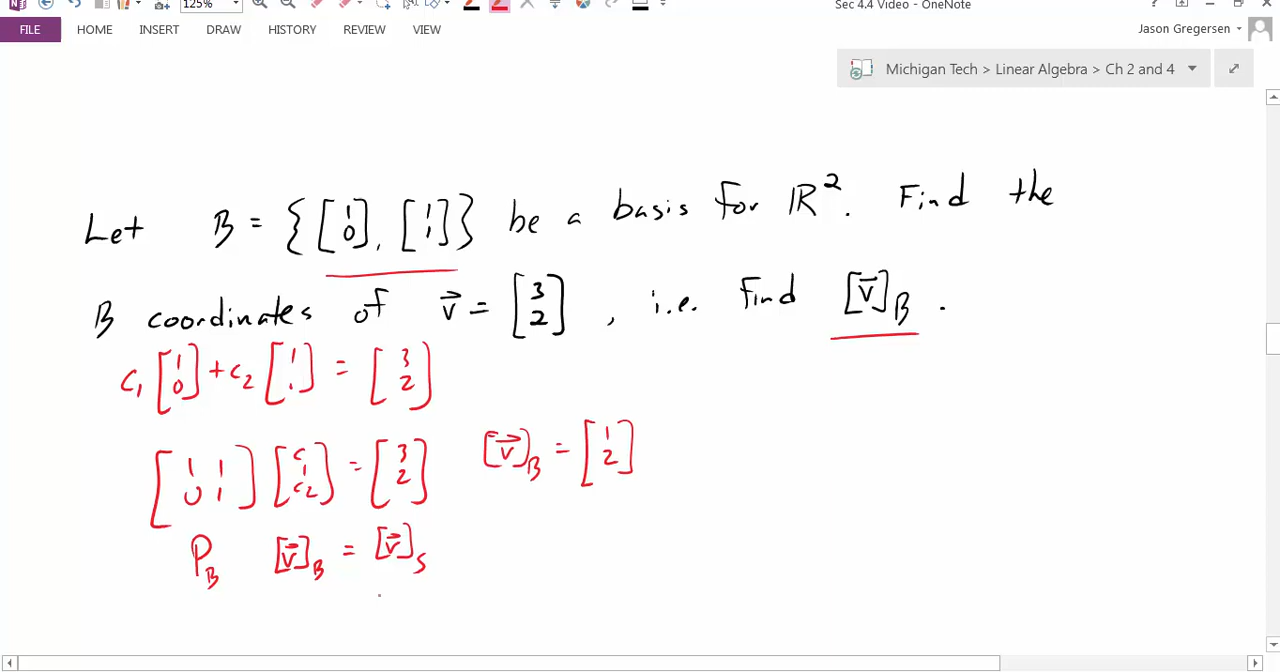 125%
Sec 4.4 Video - OneNote
FILE HOME INSERT DRAW HISTORY REVIEW VIEW
Jason Gregersen
Michigan Tech > Linear Algebra > Ch 2 and 4
Let B = {[1 0], [1 1]} be a basis for ℝ². Find the
B coordinates of v⃗ = [3 2], i.e. find [v⃗]_B.
c₁[1 0] + c₂[1 1] = [3 2]
[1 1 0 1][c₁ c₂] = [3 2] [v⃗]_B = [1 2]
P_B [v⃗]_B = [v⃗]_S